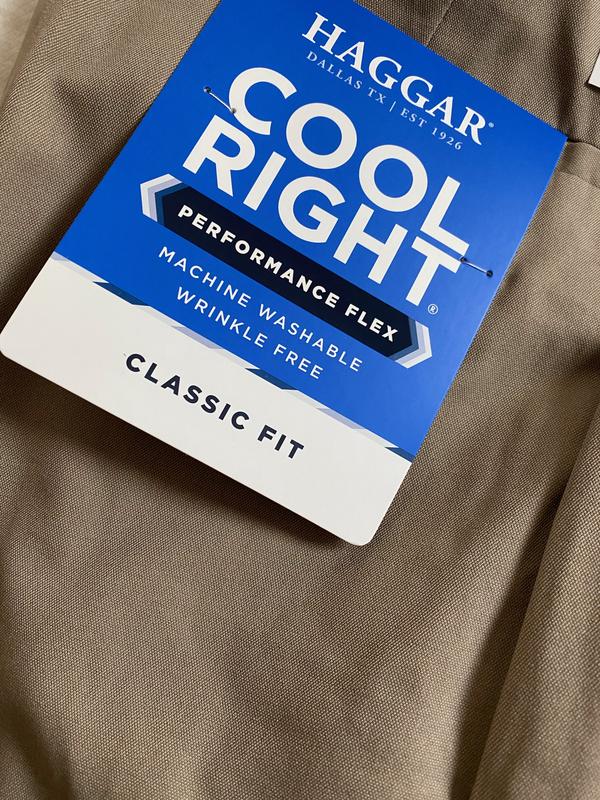 HAGGAR®
DALLAS TX | EST 1926
COOL
RIGHT®
PERFORMANCE FLEX
MACHINE WASHABLE
WRINKLE FREE
CLASSIC FIT